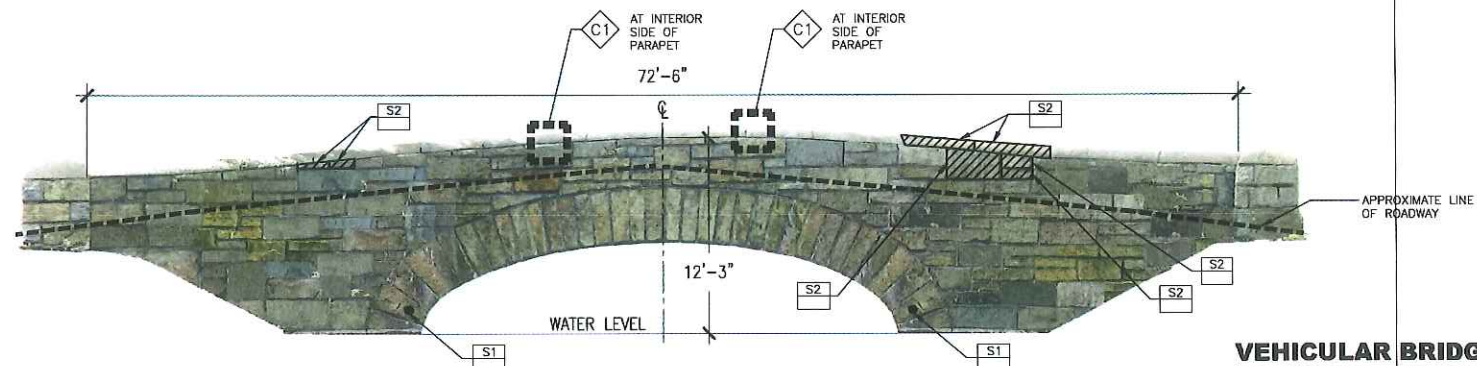 C1
AT INTERIOR
SIDE OF
PARAPET
C1
AT INTERIOR
SIDE OF
PARAPET
72'-6"
℄
S2
S2
APPROXIMATE LINE
OF ROADWAY
12'-3"
S2
S2
S2
WATER LEVEL
S1
S1
VEHICULAR BRIDG